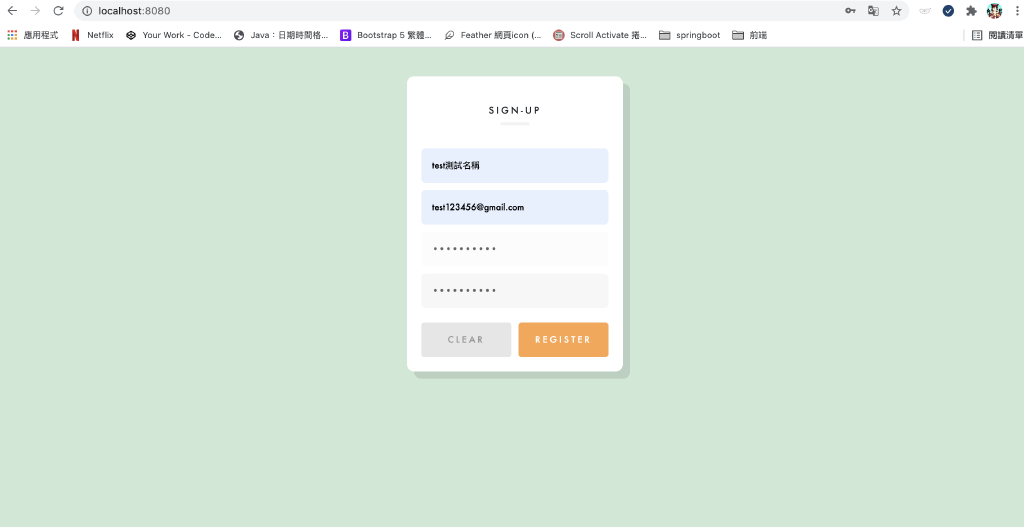 localhost:8080
應用程式
Netflix
Your Work - Code...
Java：日期時間格...
Bootstrap 5 繁體...
Feather 網頁icon (...
Scroll Activate 捲...
springboot
前端
閱讀清單
SIGN-UP
test測試名稱
test123456@gmail.com
CLEAR
REGISTER